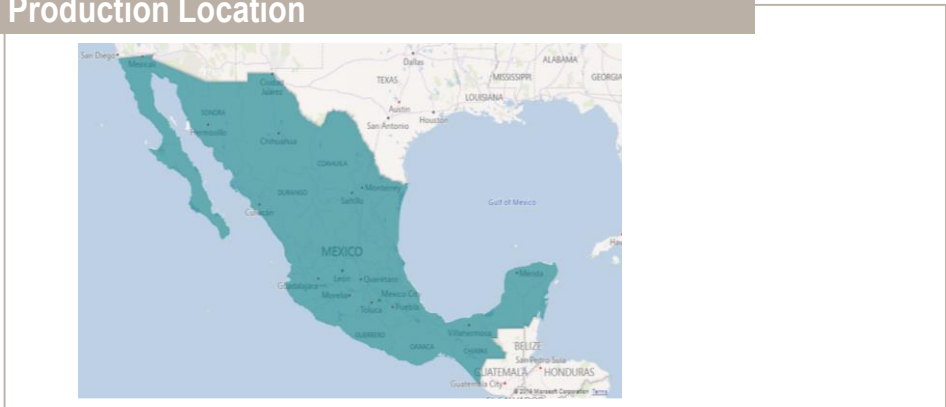 Production Location
San Diego
Mexicali
Dallas
ALABAMA
TEXAS
MISSISSIPPI
GEORGIA
Ciudad
Juárez
LOUISIANA
Austin
SONORA
Houston
San Antonio
Hermosillo
Chihuahua
COAHUILA
DURANGO
Monterrey
Saltillo
Gulf of Mexico
Culiacán
MEXICO
Mérida
León
Querétaro
Guadalajara
Morelia
Mexico City
Toluca
Puebla
Villahermosa
GUERRERO
OAXACA
CHIAPAS
BELIZE
San Pedro Sula
GUATEMALA
HONDURAS
Guatemala City
© 2016 Microsoft Corporation Terms